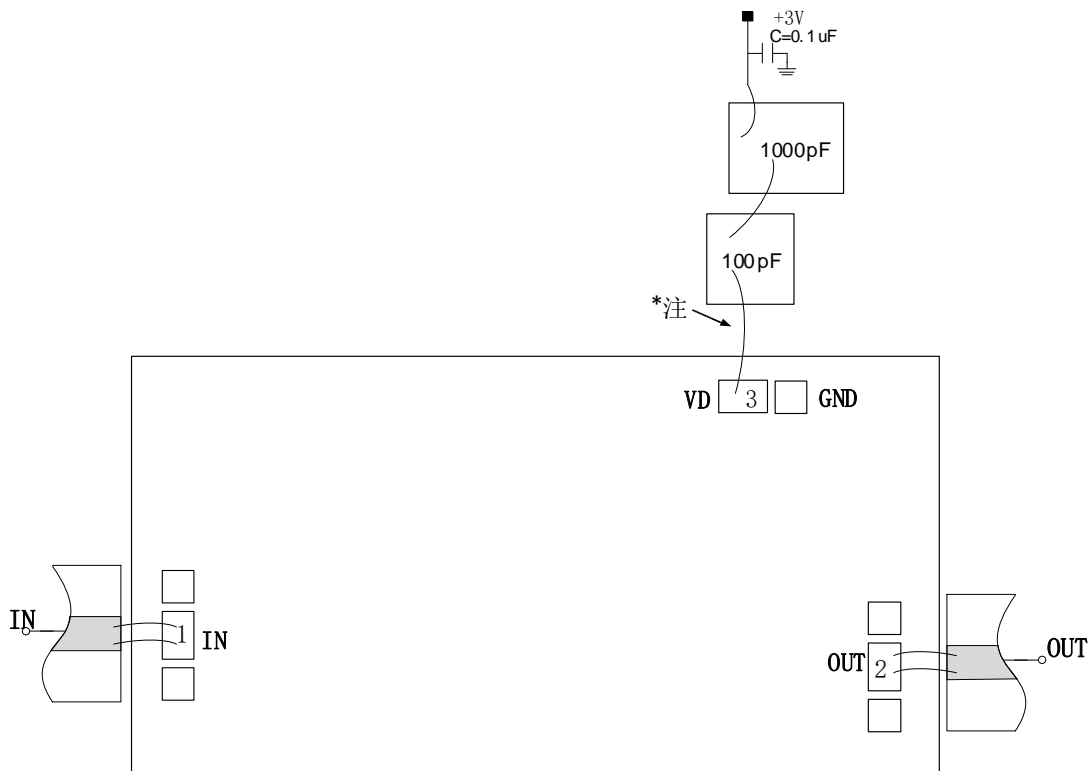 +3V
C=0.1uF
1000pF
100pF
*注
VD 3 GND
IN 1 IN
OUT 2 OUT